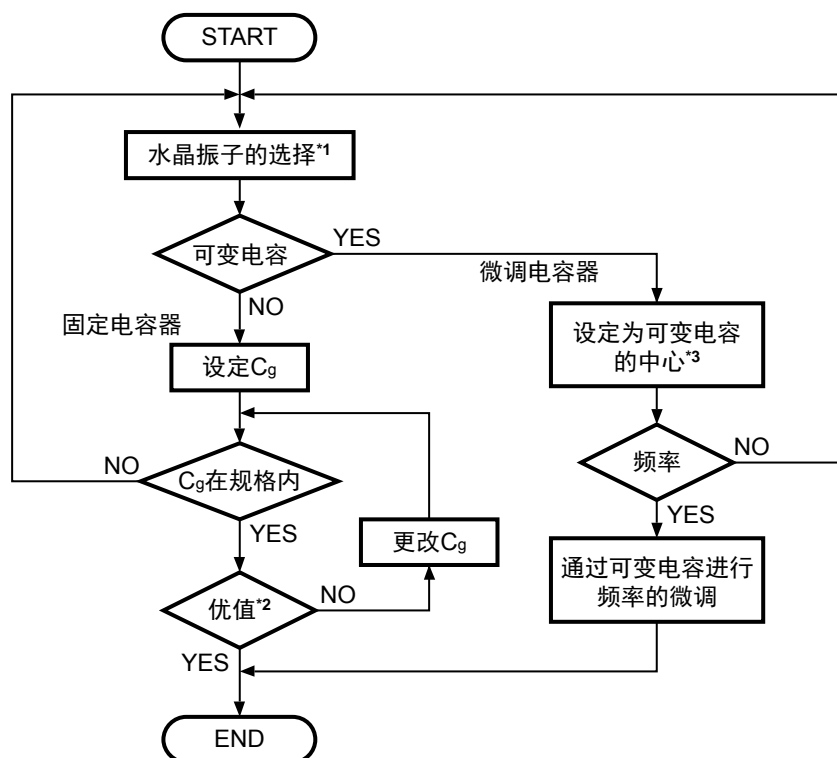 START
水晶振子的选择*1
可变电容
YES
微调电容器
NO
固定电容器
设定Cg
设定为可变电容
的中心*3
NO
Cg在规格内
YES
频率
NO
YES
更改Cg
通过可变电容进行
频率的微调
优值*2
NO
YES
END